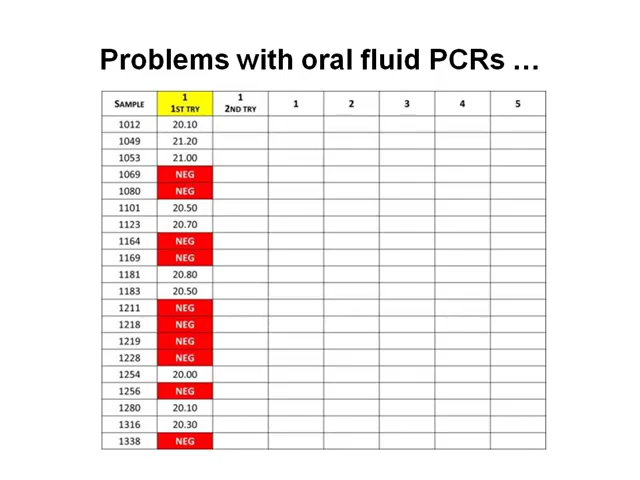 Problems with oral fluid PCRs ...
SAMPLE 1 1ST TRY 1 2ND TRY 1 2 3 4 5
1012 20.10
1049 21.20
1053 21.00
1069 NEG
1080 NEG
1101 20.50
1123 20.70
1164 NEG
1169 NEG
1181 20.80
1183 20.50
1211 NEG
1218 NEG
1219 NEG
1228 NEG
1254 20.00
1256 NEG
1280 20.10
1316 20.30
1338 NEG